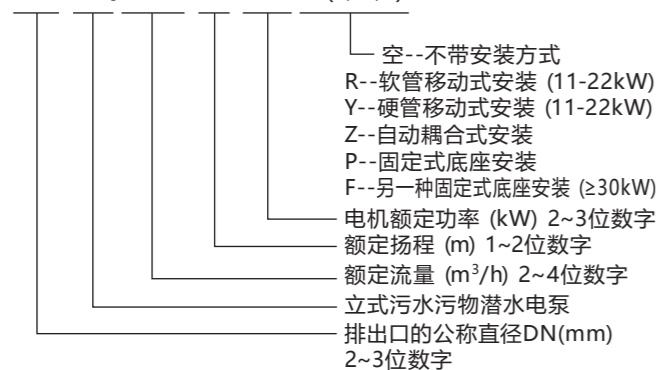 空--不带安装方式
R--软管移动式安装 (11-22kW)
Y--硬管移动式安装 (11-22kW)
Z--自动耦合式安装
P--固定式底座安装
F--另一种固定式底座安装 (≥30kW)
电机额定功率 (kW) 2~3位数字
额定扬程 (m) 1~2位数字
额定流量 (m³/h) 2~4位数字
立式污水污物潜水电泵
排出口的公称直径DN(mm)
2~3位数字